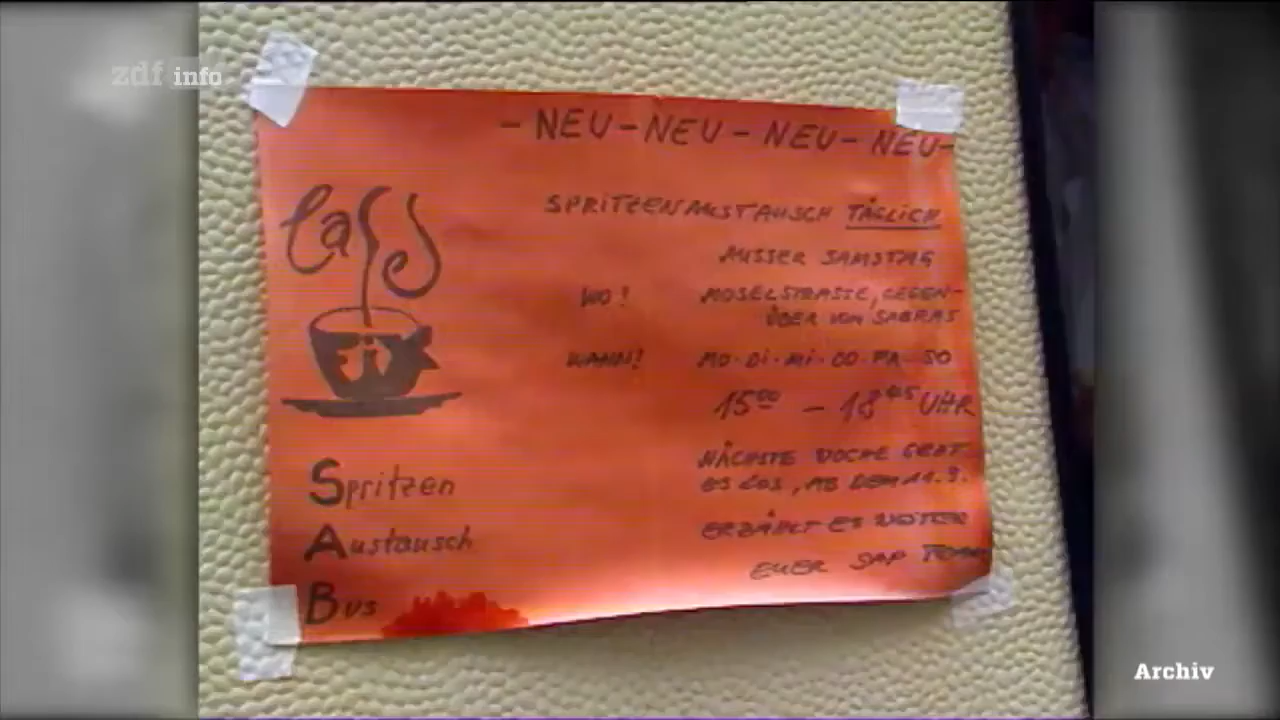 zdf info
- NEU - NEU - NEU - NEU -
Café
SPRITZENAUSTAUSCH TÄGLICH
AUSSER SAMSTAG
WO! MOSELSTRASSE, GEGEN-
ÜBER VON SABRAS
WANN! MO·DI·MI·DO·FR·SO
15⁰⁰ - 18⁴⁵ UHR
NÄCHSTE WOCHE GEHT
ES LOS, AB DEM 11.9.
ERZÄHLT ES WEITER
EUER SAP TEAM
Spritzen
Austausch
Bus
Archiv